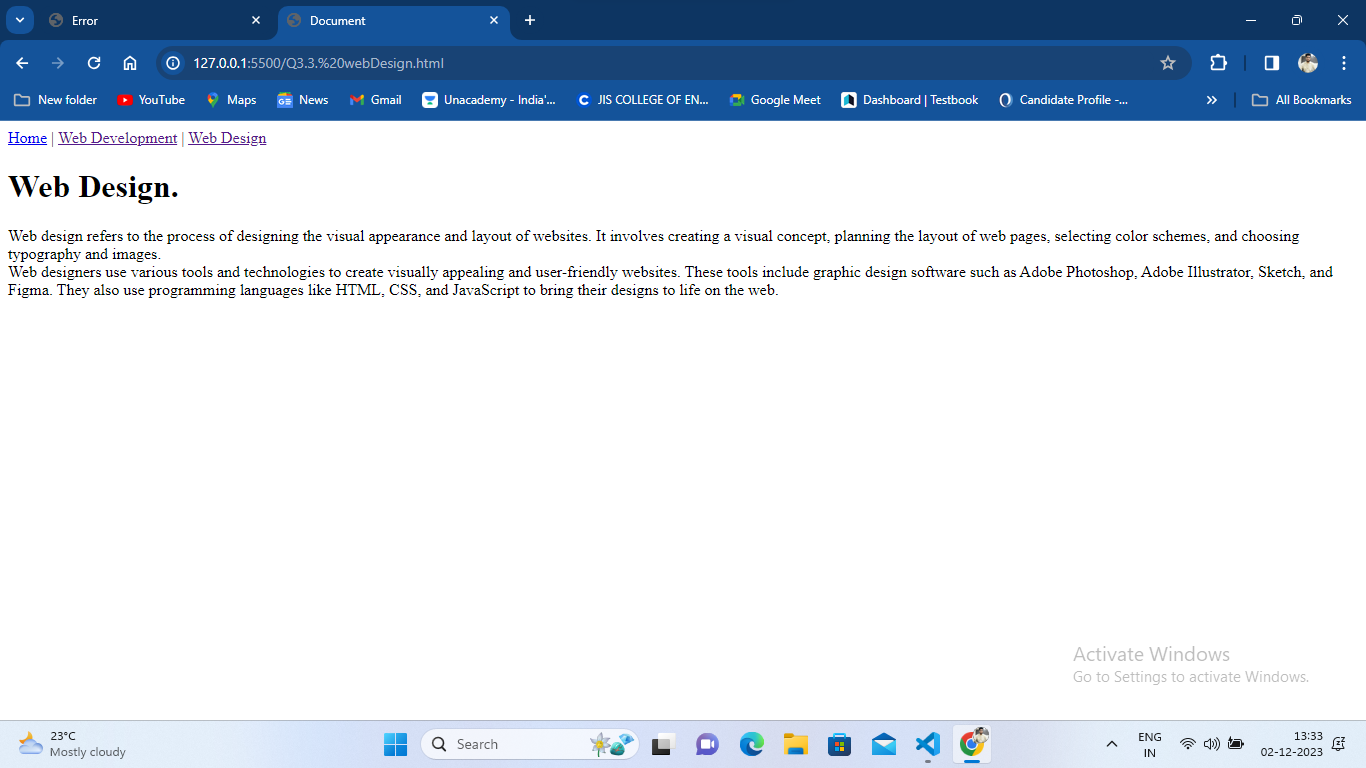 Error
Document
127.0.0.1:5500/Q3.3.%20webDesign.html
New folder
YouTube
Maps
News
Gmail
Unacademy - India'...
JIS COLLEGE OF EN...
Google Meet
Dashboard | Testbook
Candidate Profile -...
All Bookmarks
Home | Web Development | Web Design
Web Design.
Web design refers to the process of designing the visual appearance and layout of websites. It involves creating a visual concept, planning the layout of web pages, selecting color schemes, and choosing
typography and images.
Web designers use various tools and technologies to create visually appealing and user-friendly websites. These tools include graphic design software such as Adobe Photoshop, Adobe Illustrator, Sketch, and
Figma. They also use programming languages like HTML, CSS, and JavaScript to bring their designs to life on the web.
Activate Windows
Go to Settings to activate Windows.
23°C
Mostly cloudy
Search
ENG
IN
13:33
02-12-2023